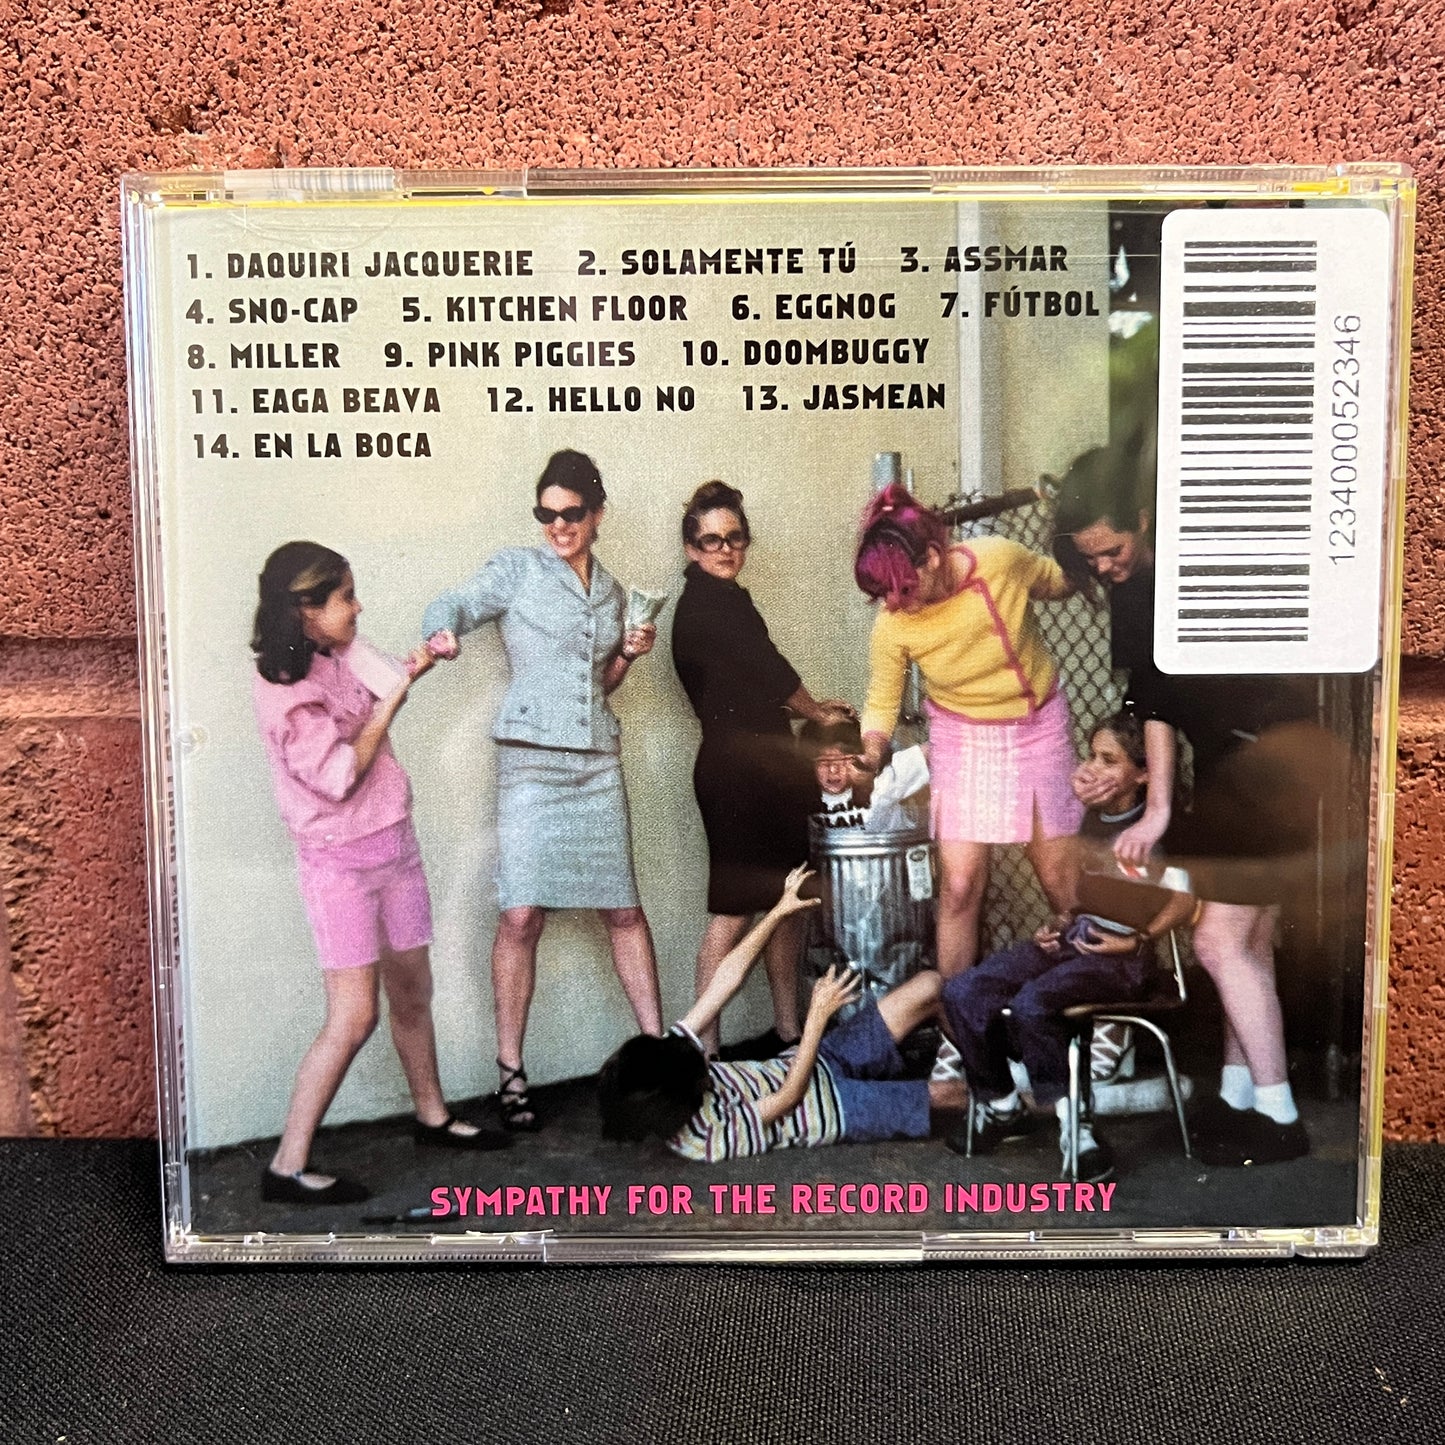 1. DAQUIRI JACQUERIE 2. SOLAMENTE TÚ 3. ASSMAR
4. SNO-CAP 5. KITCHEN FLOOR 6. EGGNOG 7. FÚTBOL
8. MILLER 9. PINK PIGGIES 10. DOOMBUGGY
11. EAGA BEAVA 12. HELLO NO 13. JASMEAN
14. EN LA BOCA
123400052346
SYMPATHY FOR THE RECORD INDUSTRY